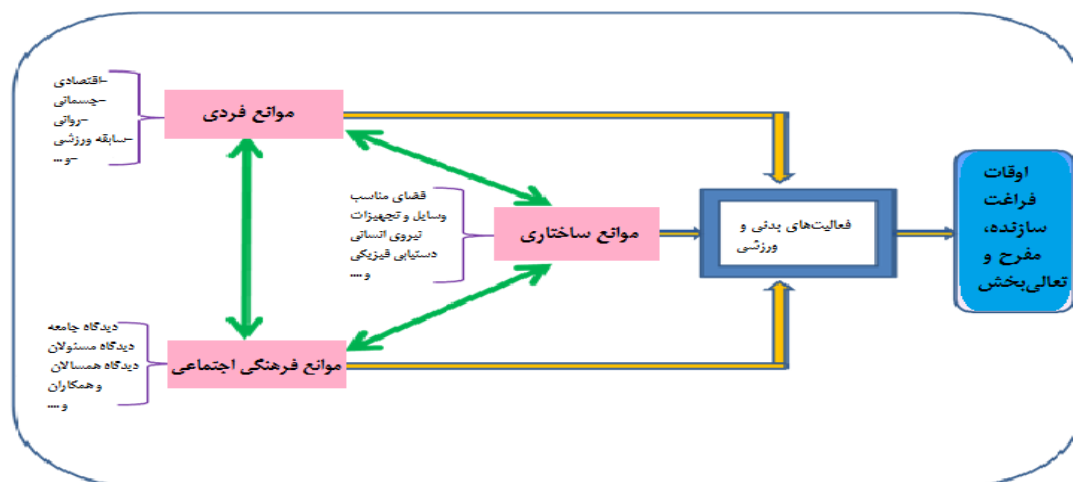 -اقتصادی
-جسمانی
-روانی
-سابقه ورزشی
-و ...
موانع فردی
فضای مناسب
وسایل و تجهیزات
نیروی انسانی
دستیابی فیزیکی
و ....
موانع ساختاری
دیدگاه جامعه
دیدگاه مسئولان
دیدگاه همسالان
و همکاران
و ....
موانع فرهنگی اجتماعی
فعالیت‌های بدنی و
ورزشی
اوقات
فراغت
سازنده،
مفرح و
تعالی‌بخش